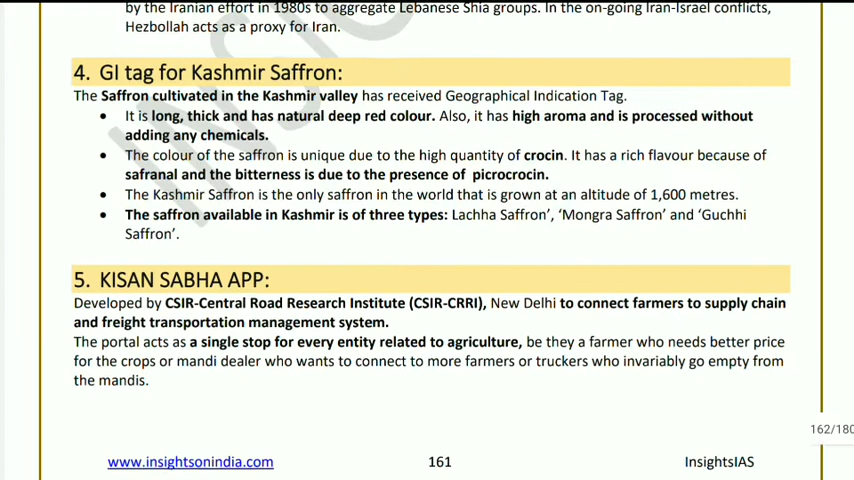 by the Iranian effort in 1980s to aggregate Lebanese Shia groups. In the on-going Iran-Israel conflicts,
Hezbollah acts as a proxy for Iran.
4. GI tag for Kashmir Saffron:
The Saffron cultivated in the Kashmir valley has received Geographical Indication Tag.
• It is long, thick and has natural deep red colour. Also, it has high aroma and is processed without
adding any chemicals.
• The colour of the saffron is unique due to the high quantity of crocin. It has a rich flavour because of
safranal and the bitterness is due to the presence of picrocrocin.
• The Kashmir Saffron is the only saffron in the world that is grown at an altitude of 1,600 metres.
• The saffron available in Kashmir is of three types: Lachha Saffron’, ‘Mongra Saffron’ and ‘Guchhi
Saffron’.
5. KISAN SABHA APP:
Developed by CSIR-Central Road Research Institute (CSIR-CRRI), New Delhi to connect farmers to supply chain
and freight transportation management system.
The portal acts as a single stop for every entity related to agriculture, be they a farmer who needs better price
for the crops or mandi dealer who wants to connect to more farmers or truckers who invariably go empty from
the mandis.
162/180
www.insightsonindia.com 161 InsightsIAS